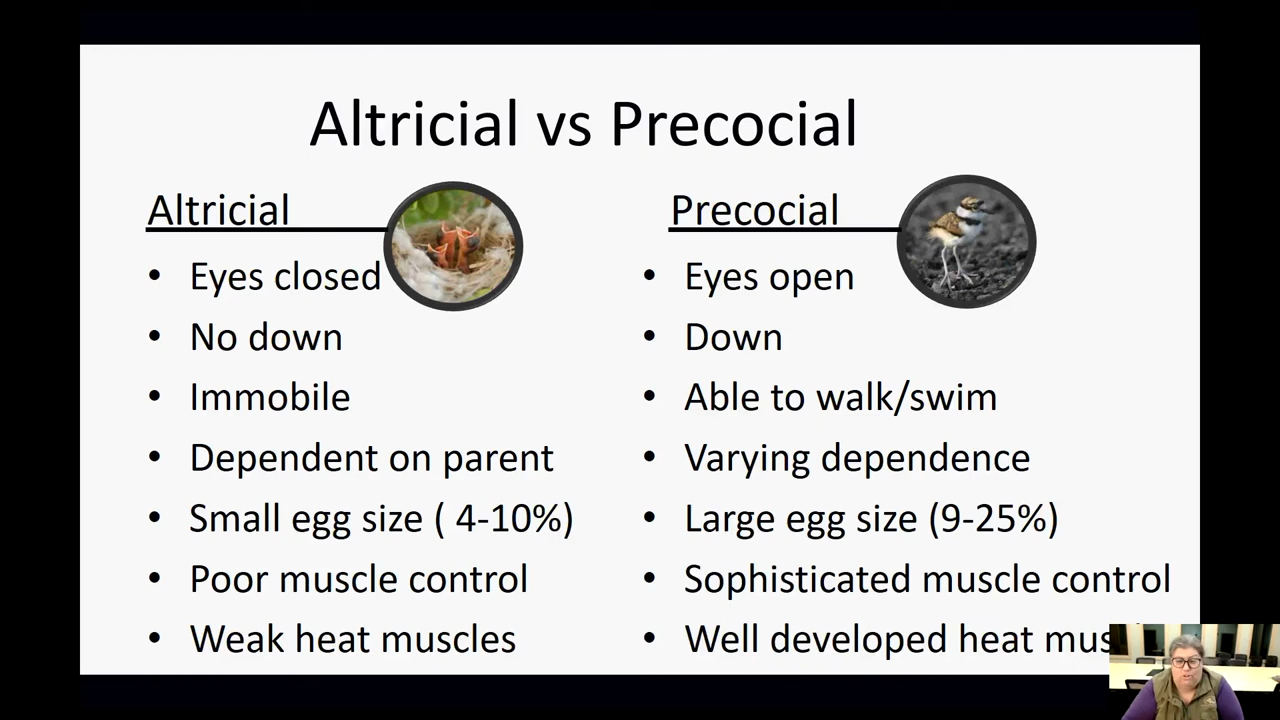 Altricial vs Precocial
Altricial
• Eyes closed
• No down
• Immobile
• Dependent on parent
• Small egg size ( 4-10%)
• Poor muscle control
• Weak heat muscles
Precocial
• Eyes open
• Down
• Able to walk/swim
• Varying dependence
• Large egg size (9-25%)
• Sophisticated muscle control
• Well developed heat